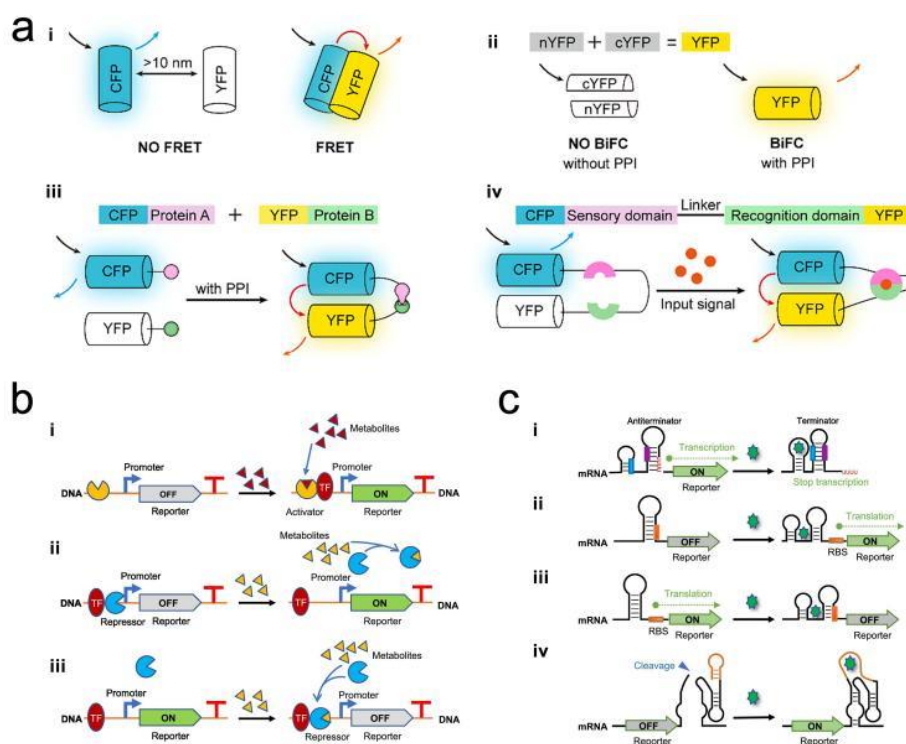 a
i
CFP
>10 nm
YFP
CFP
YFP
NO FRET
FRET
ii
nYFP + cYFP = YFP
cYFP
nYFP
YFP
NO BiFC
without PPI
BiFC
with PPI
iii
CFP Protein A + YFP Protein B
CFP
YFP
with PPI
CFP
YFP
iv
Linker
CFP Sensory domain Recognition domain YFP
CFP
YFP
Input signal
CFP
YFP
b
i
Metabolites
Promoter
DNA
OFF
Reporter
Promoter
TF
ON
DNA
Activator
Reporter
ii
Metabolites
Promoter
DNA
TF
OFF
Repressor
Reporter
Promoter
TF
ON
DNA
Reporter
iii
Metabolites
Promoter
DNA
TF
ON
Reporter
Promoter
TF
OFF
DNA
Repressor
Reporter
c
i
Antiterminator
Transcription
mRNA
ON
Reporter
Terminator
UUUU
Stop transcription
ii
mRNA
OFF
Reporter
Translation
RBS
ON
Reporter
iii
Translation
mRNA
RBS
ON
Reporter
OFF
Reporter
iv
Cleavage
mRNA
OFF
Reporter
ON
Reporter